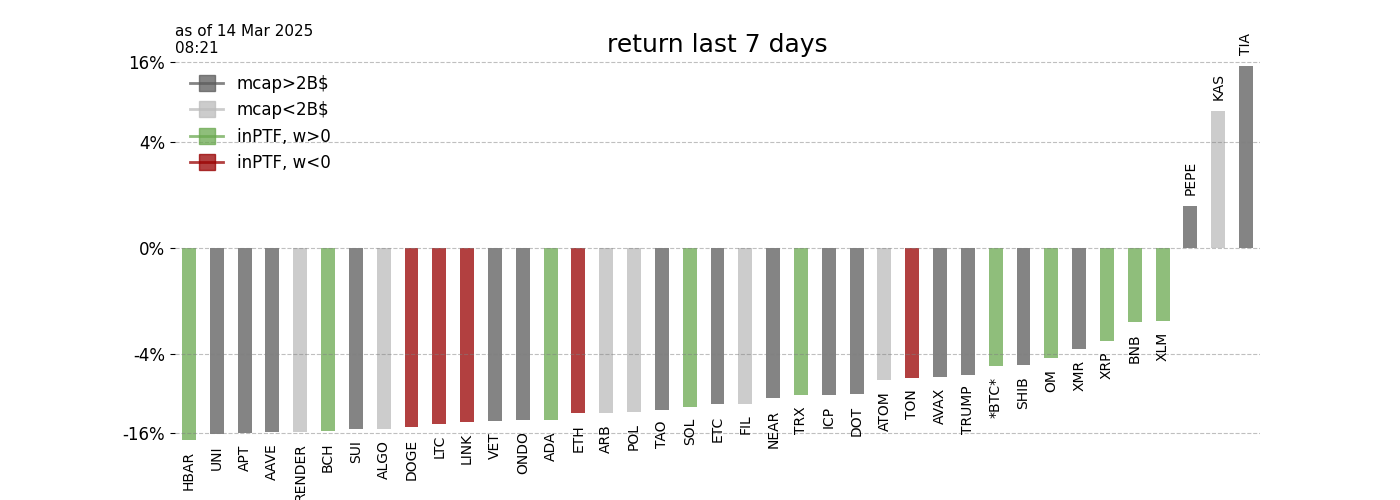 as of 14 Mar 2025
08:21
return last 7 days
16%
4%
0%
-4%
-16%
mcap>2B$
mcap<2B$
inPTF, w>0
inPTF, w<0
HBAR
UNI
APT
AAVE
RENDER
BCH
SUI
ALGO
DOGE
LTC
LINK
VET
ONDO
ADA
ETH
ARB
POL
TAO
SOL
ETC
FIL
NEAR
TRX
ICP
DOT
ATOM
TON
AVAX
TRUMP
*BTC*
SHIB
OM
XMR
XRP
BNB
XLM
PEPE
KAS
TIA